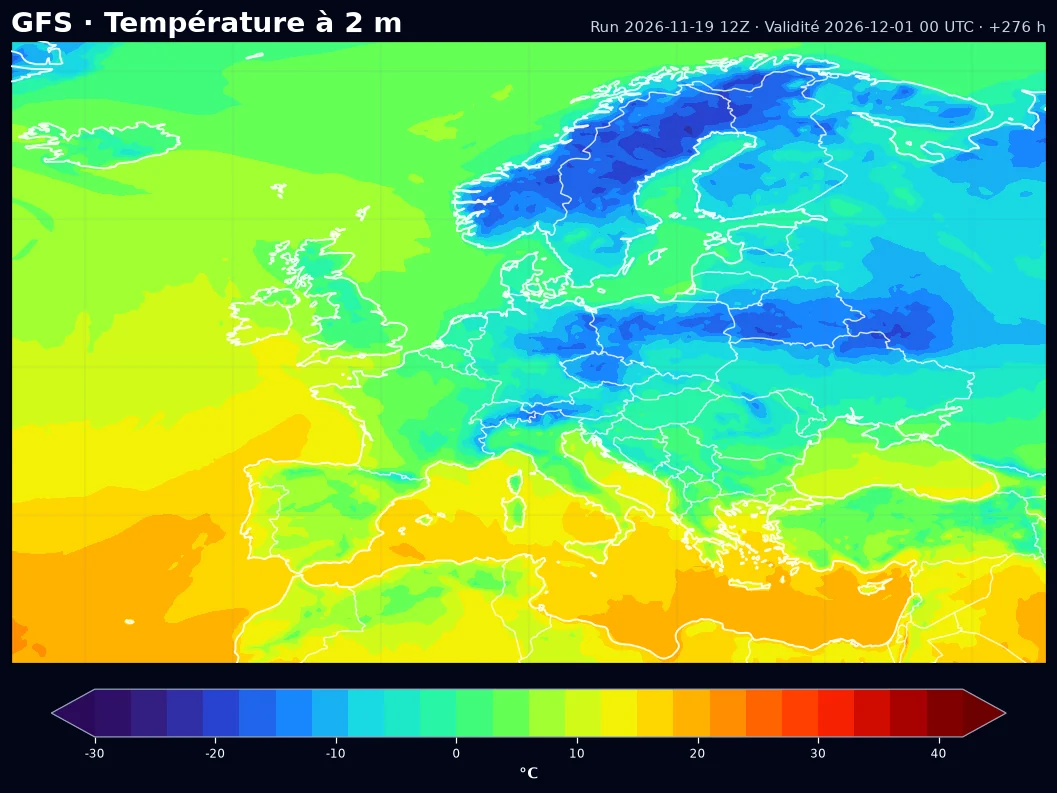 GFS · Température à 2 m
Run 2026-11-19 12Z · Validité 2026-12-01 00 UTC · +276 h
-30 -20 -10 0 10 20 30 40
°C